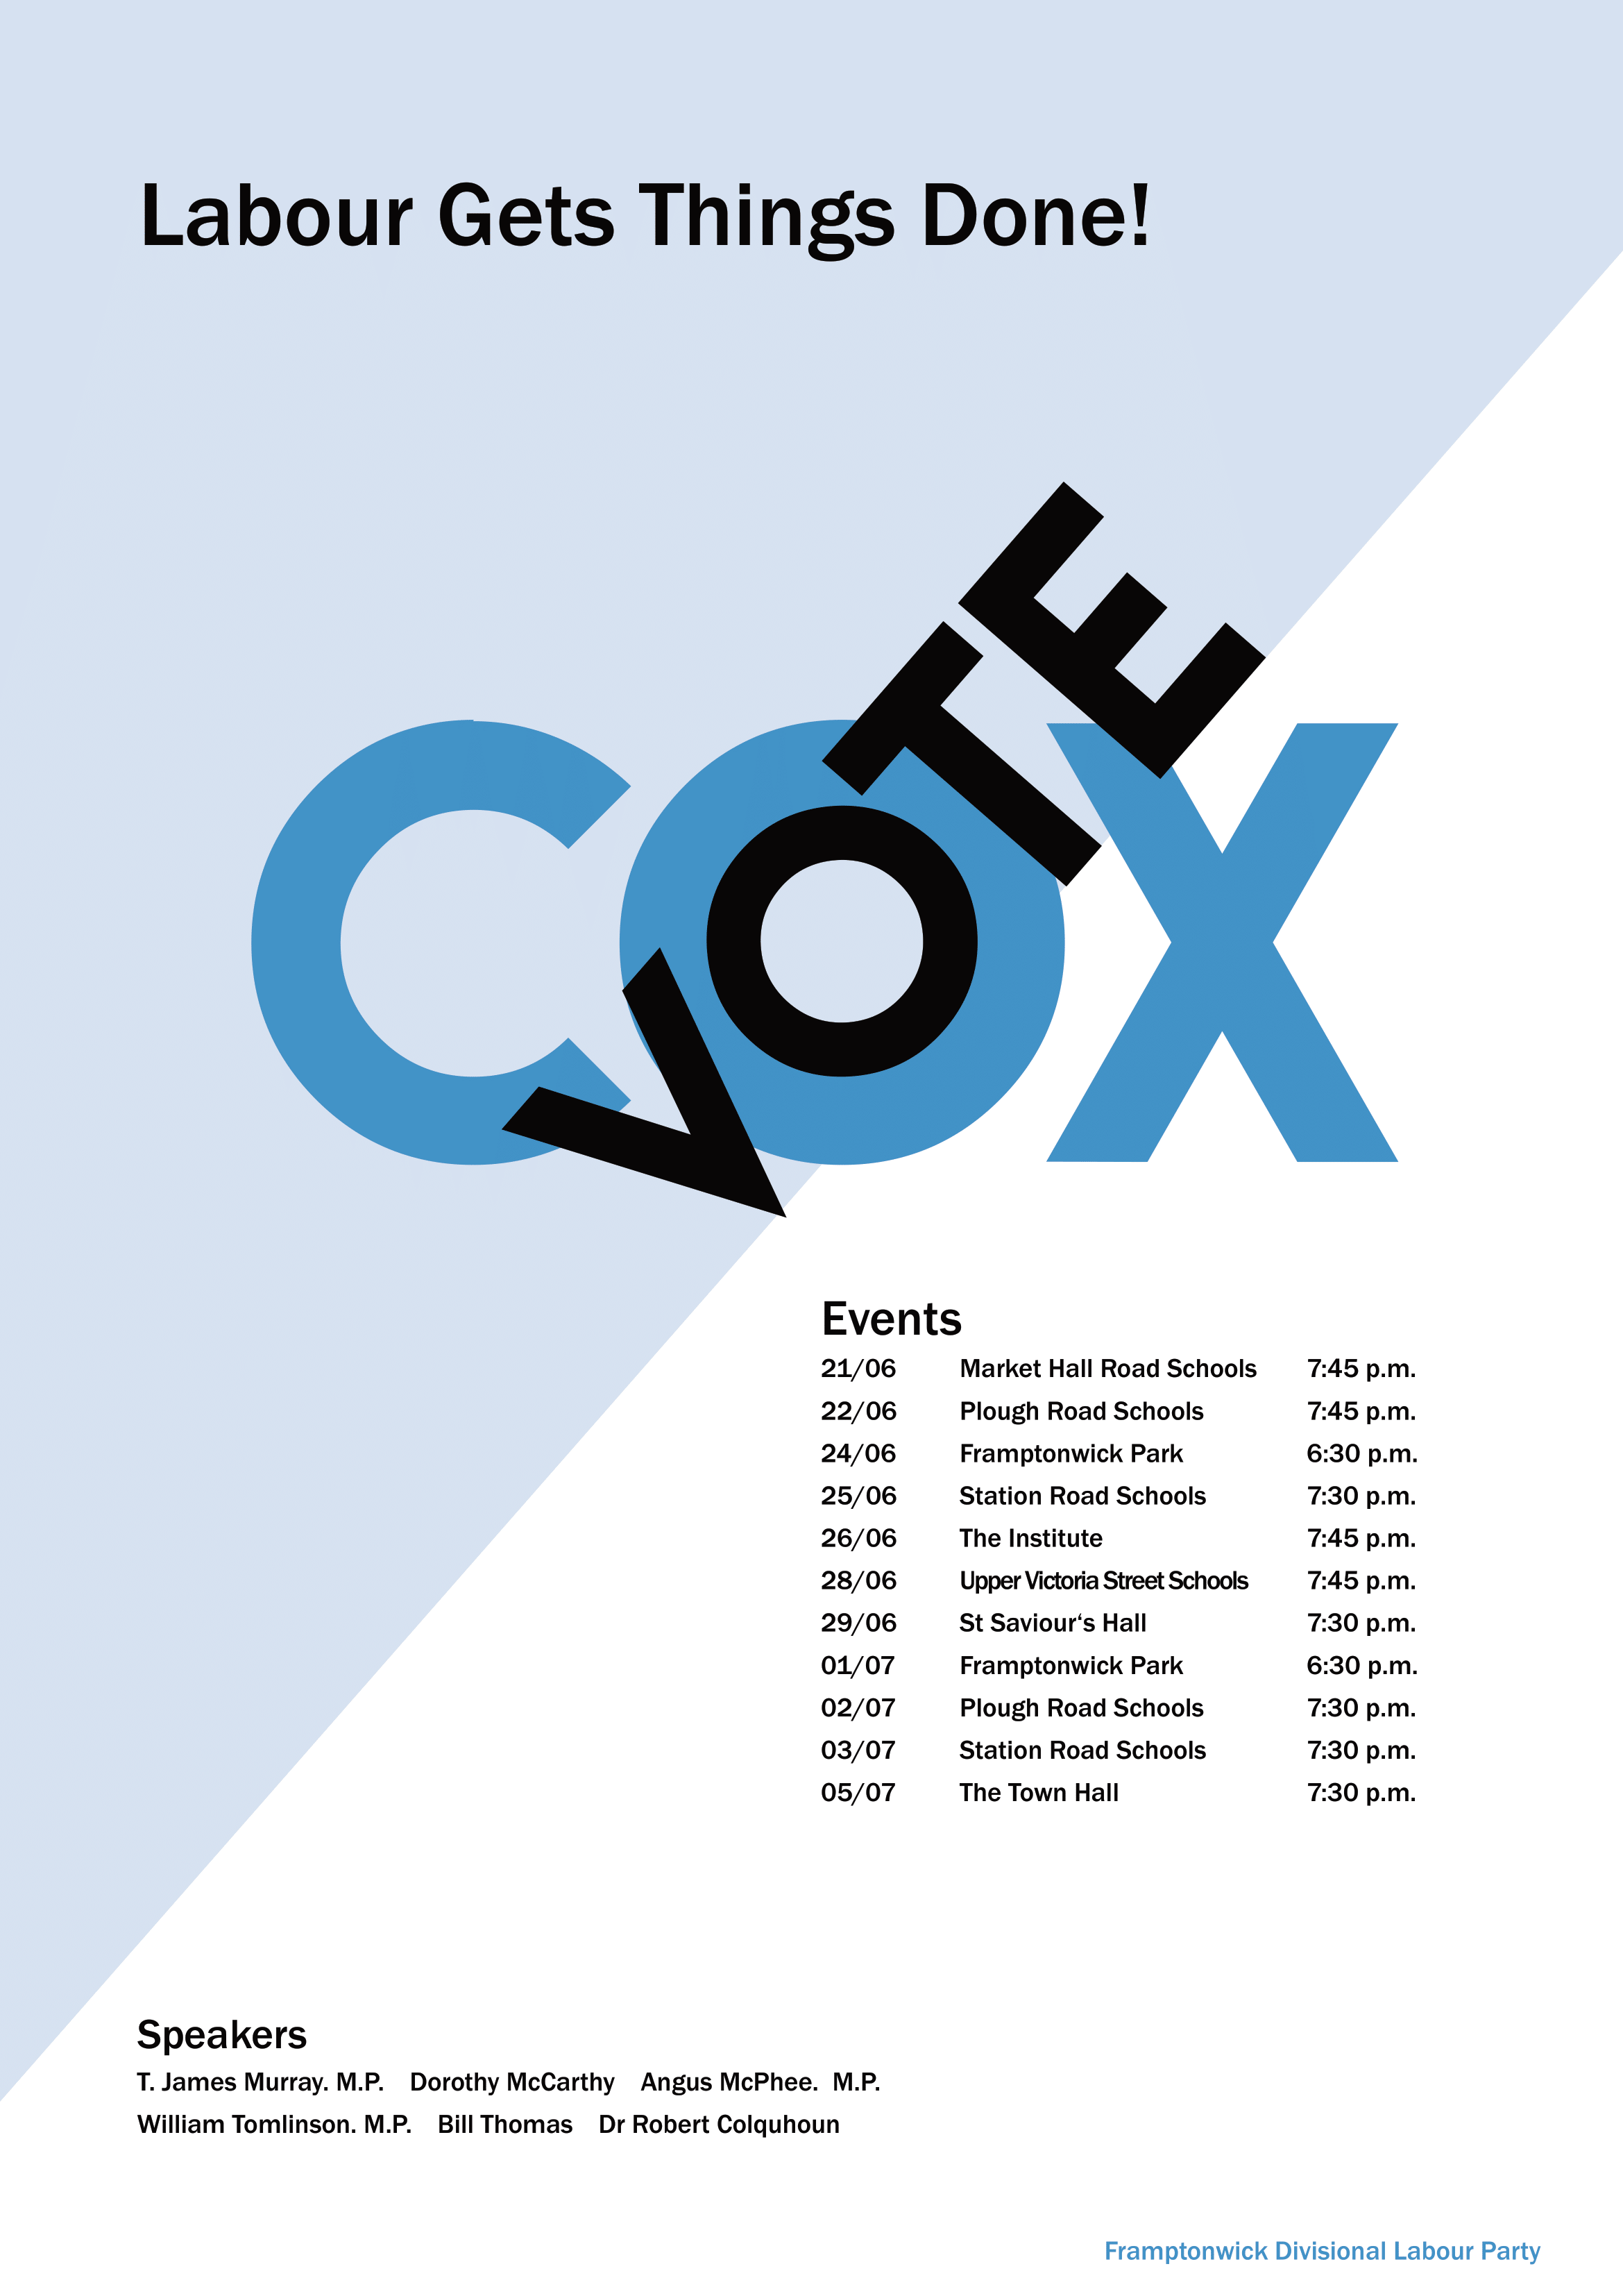 Labour Gets Things Done!
VOTE
COX
Events
21/06 Market Hall Road Schools 7:45 p.m.
22/06 Plough Road Schools 7:45 p.m.
24/06 Framptonwick Park 6:30 p.m.
25/06 Station Road Schools 7:30 p.m.
26/06 The Institute 7:45 p.m.
28/06 Upper Victoria Street Schools 7:45 p.m.
29/06 St Saviour‘s Hall 7:30 p.m.
01/07 Framptonwick Park 6:30 p.m.
02/07 Plough Road Schools 7:30 p.m.
03/07 Station Road Schools 7:30 p.m.
05/07 The Town Hall 7:30 p.m.
Speakers
T. James Murray. M.P. Dorothy McCarthy Angus McPhee. M.P.
William Tomlinson. M.P. Bill Thomas Dr Robert Colquhoun
Framptonwick Divisional Labour Party